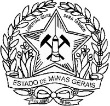 ESTADO DE MINAS GERAIS